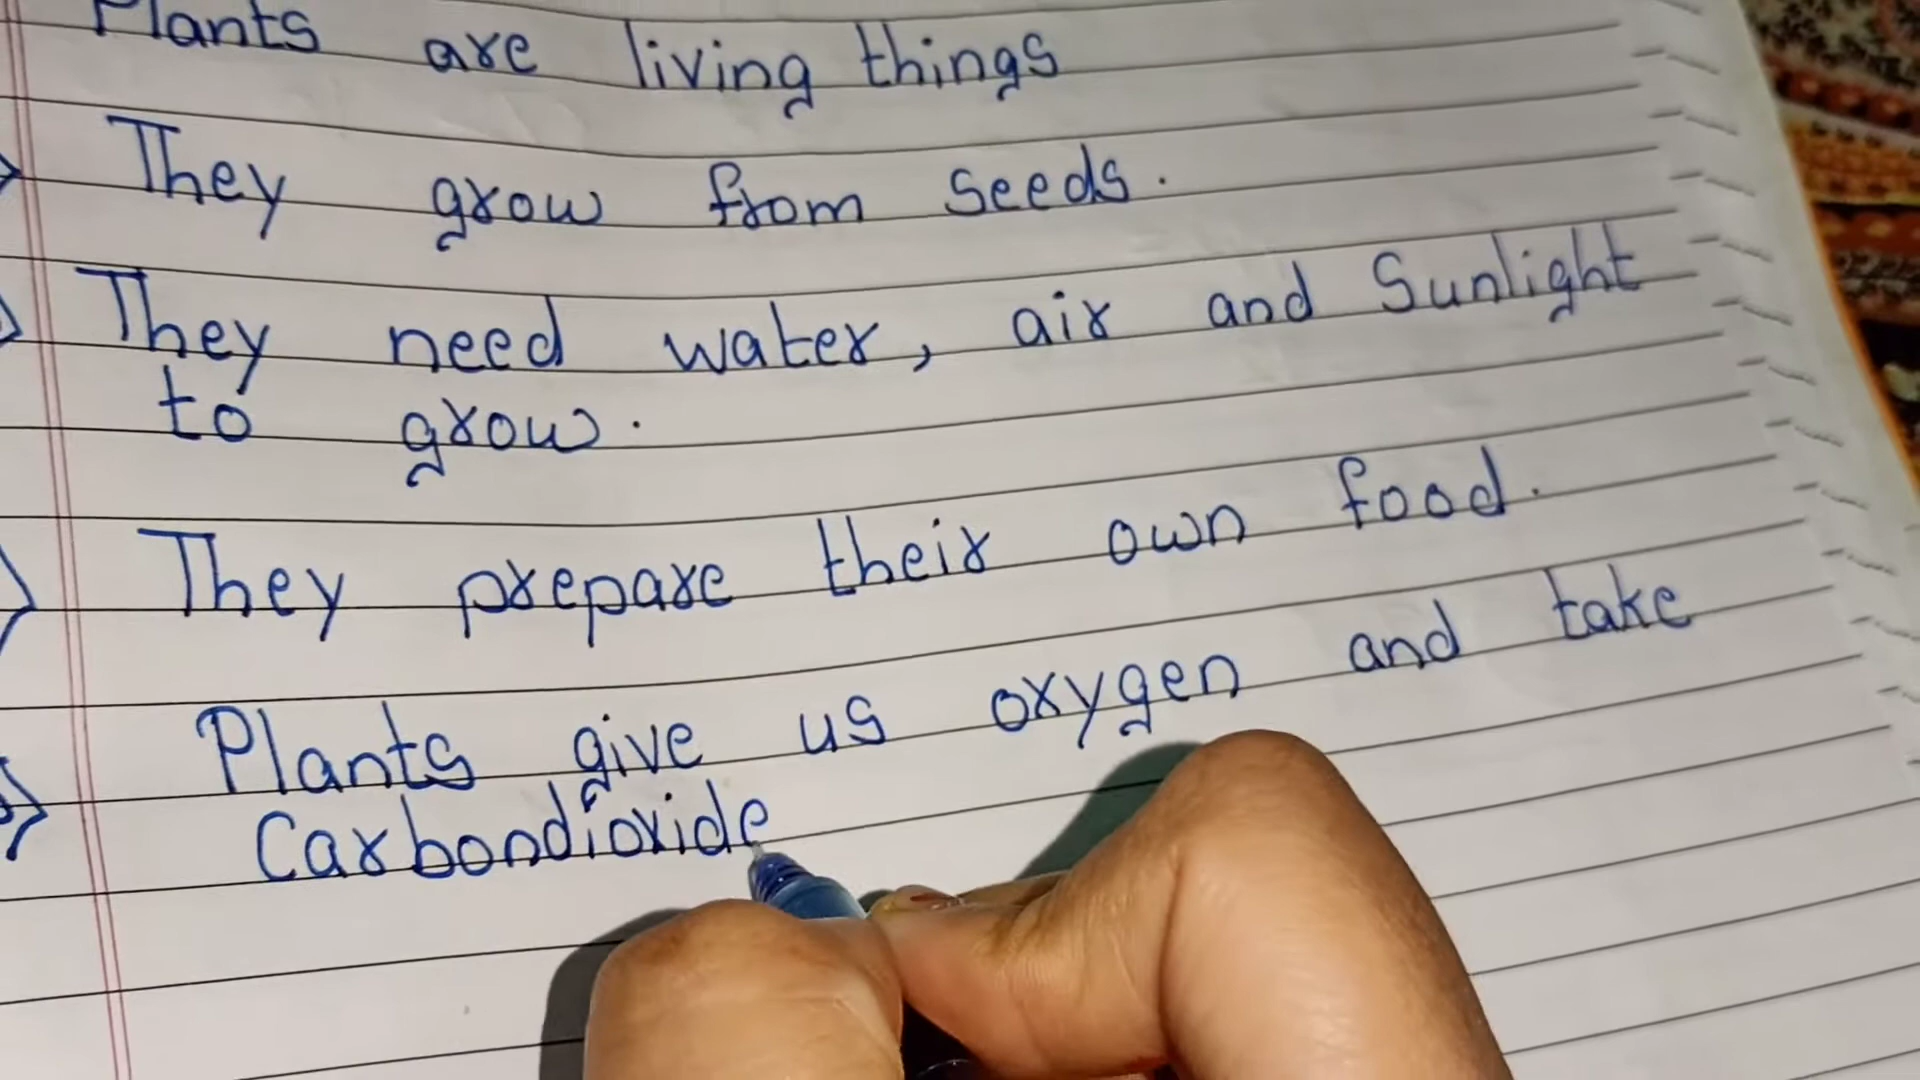 Plants are living things
They grow from seeds.
They need water, air and Sunlight
to grow.
They prepare their own food.
Plants give us oxygen and take
Carbondioxide